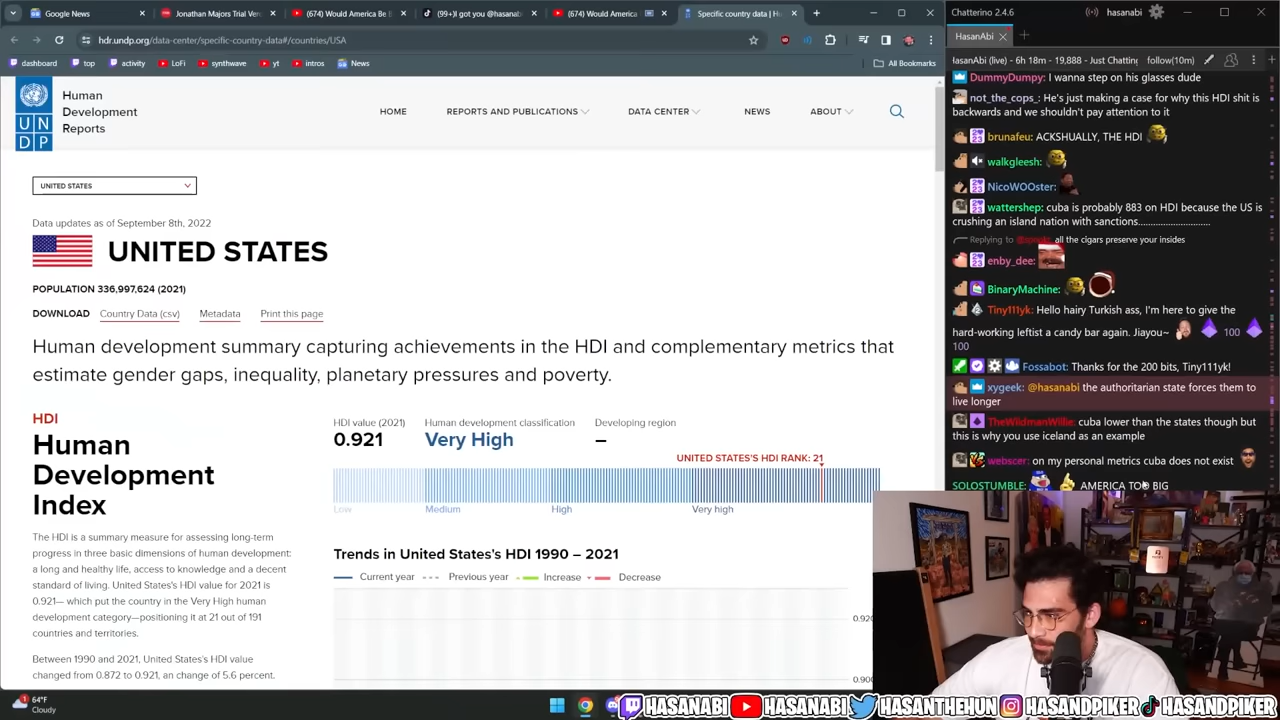 Google News
Jonathan Majors Trial Ver
(674) Would America Be B
(99+)I got you @hasanab
(674) Would America
Specific country data | H
hdr.undp.org/data-center/specific-country-data#/countries/USA
dashboard
top
activity
LoFi
synthwave
yt
intros
News
All Bookmarks
U N
D P
Human
Development
Reports
HOME
REPORTS AND PUBLICATIONS
DATA CENTER
NEWS
ABOUT
UNITED STATES
Data updates as of September 8th, 2022
UNITED STATES
POPULATION 336,997,624 (2021)
DOWNLOAD Country Data (csv) Metadata Print this page
Human development summary capturing achievements in the HDI and complementary metrics that
estimate gender gaps, inequality, planetary pressures and poverty.
HDI
Human
Development
Index
The HDI is a summary measure for assessing long-term
progress in three basic dimensions of human development:
a long and healthy life, access to knowledge and a decent
standard of living. United States's HDI value for 2021 is
0.921— which put the country in the Very High human
development category—positioning it at 21 out of 191
countries and territories.
Between 1990 and 2021, United States's HDI value
changed from 0.872 to 0.921, an change of 5.6 percent.
HDI value (2021)
0.921
Human development classification
Very High
Developing region
–
UNITED STATES'S HDI RANK: 21
Low
Medium
High
Very high
Trends in United States's HDI 1990 – 2021
Current year
Previous year
Increase
Decrease
0.920
0.900
Chatterino 2.4.6
hasanabi
HasanAbi
HasanAbi (live) - 6h 18m - 19,888 - Just Chatting
follow(10m)
DummyDumpy: I wanna step on his glasses dude
not_the_cops_: He's just making a case for why this HDI shit is
backwards and we shouldn't pay attention to it
brunafeu: ACKSHUALLY, THE HDI
walkgleesh:
NicoWOOster:
wattershep: cuba is probably 883 on HDI because the US is
crushing an island nation with sanctions............................
all the cigars preserve your insides
enby_dee:
BinaryMachine:
Tiny111yk: Hello hairy Turkish ass, I'm here to give the
hard-working leftist a candy bar again. Jiayou~ 100
100
Fossabot: Thanks for the 200 bits, Tiny111yk!
xygeek: @hasanabi the authoritarian state forces them to
live longer
TheWildmanWillie: cuba lower than the states though but
this is why you use iceland as an example
webscer: on my personal metrics cuba does not exist
SOLOSTUMBLE: AMERICA TOO BIG
64°F
Cloudy
HASANABI
HASANABI
HASANTHEHUN
HASANDPIKER
HASANDPIKER